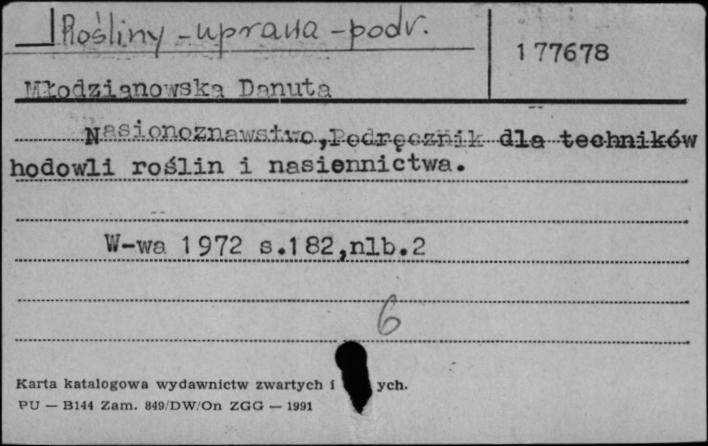 Rośliny - uprawa - podr.
177678
Młodzianowska Danuta
Nasionoznawstwo,Podręcznik dla techników
hodowli roślin i nasiennictwa.
W-wa 1972 s.182,nlb.2
6
Karta katalogowa wydawnictw zwartych i ych.
PU — B144 Zam. 849/DW/On ZGG — 1991